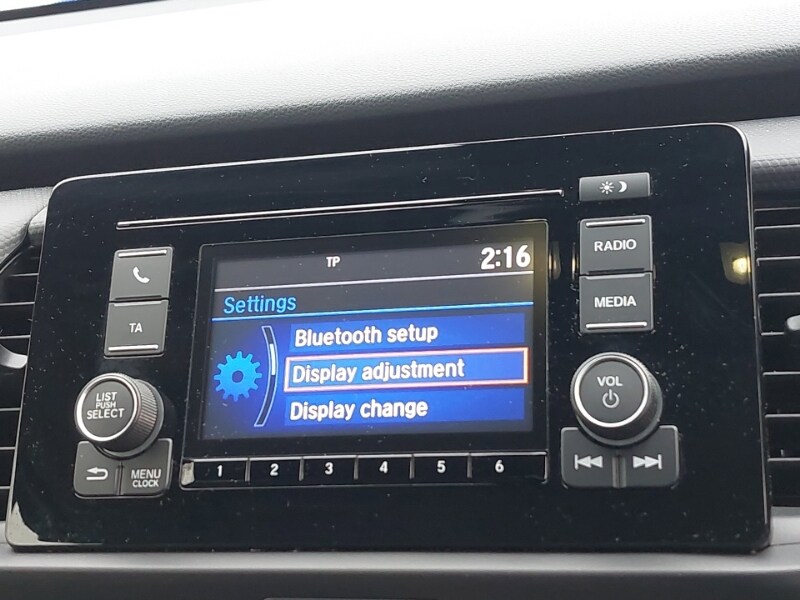 TP 2:16
Settings
Bluetooth setup
Display adjustment
Display change
TA
LIST
PUSH
SELECT
MENU
CLOCK
1 2 3 4 5 6
RADIO
MEDIA
VOL